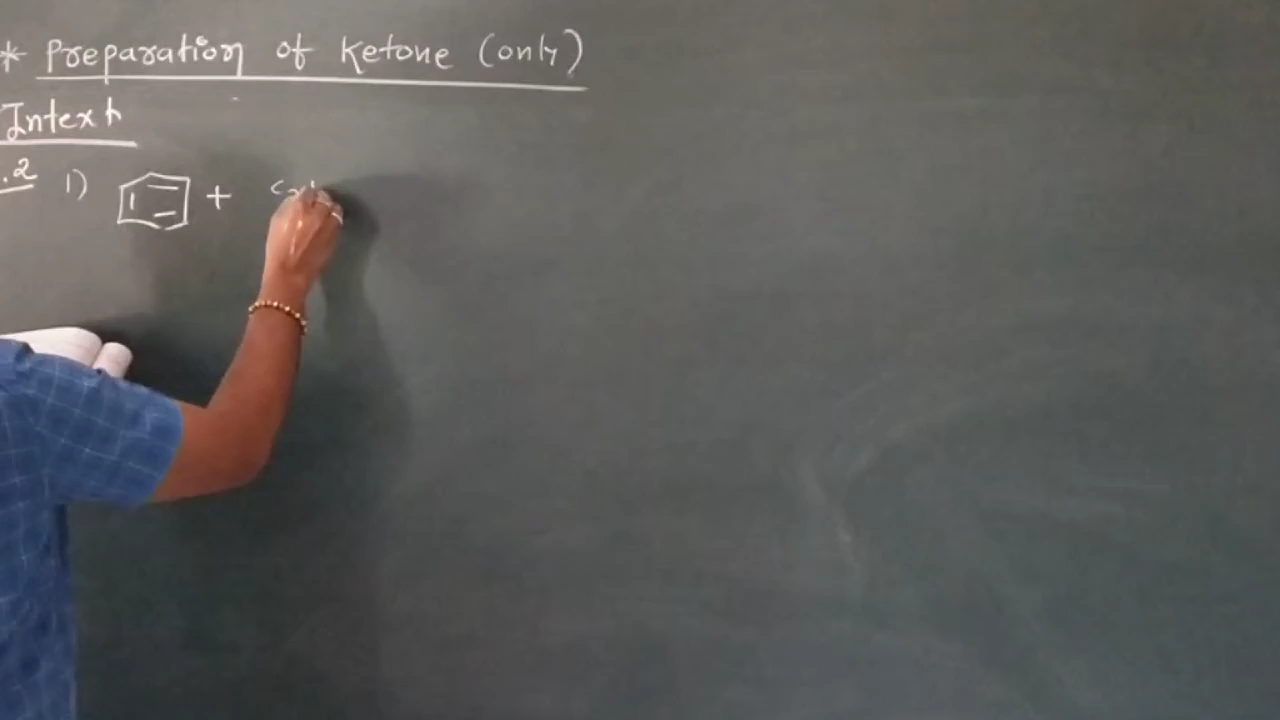 * Preparation of Ketone (only)
Intext
.2 1) +